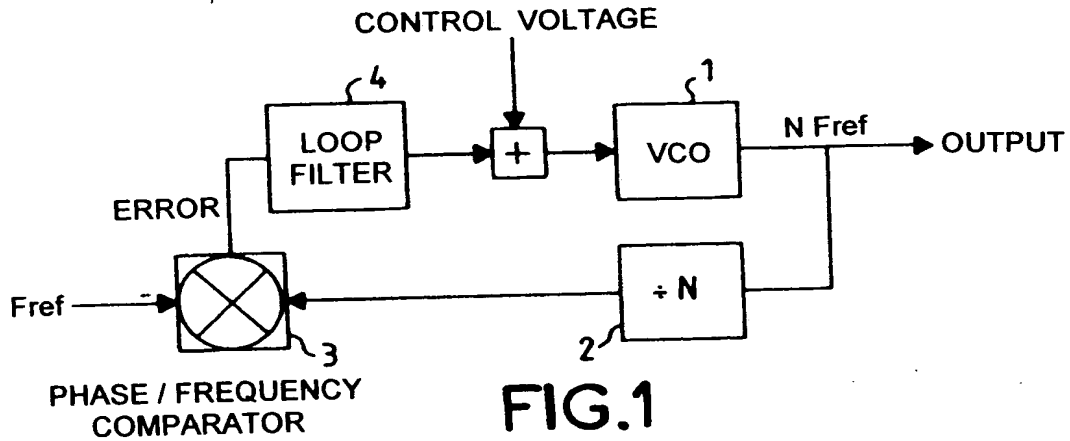 CONTROL VOLTAGE
4
1
LOOP
FILTER
+
VCO
N Fref
OUTPUT
ERROR
Fref
÷ N
3
2
PHASE / FREQUENCY
COMPARATOR
FIG.1